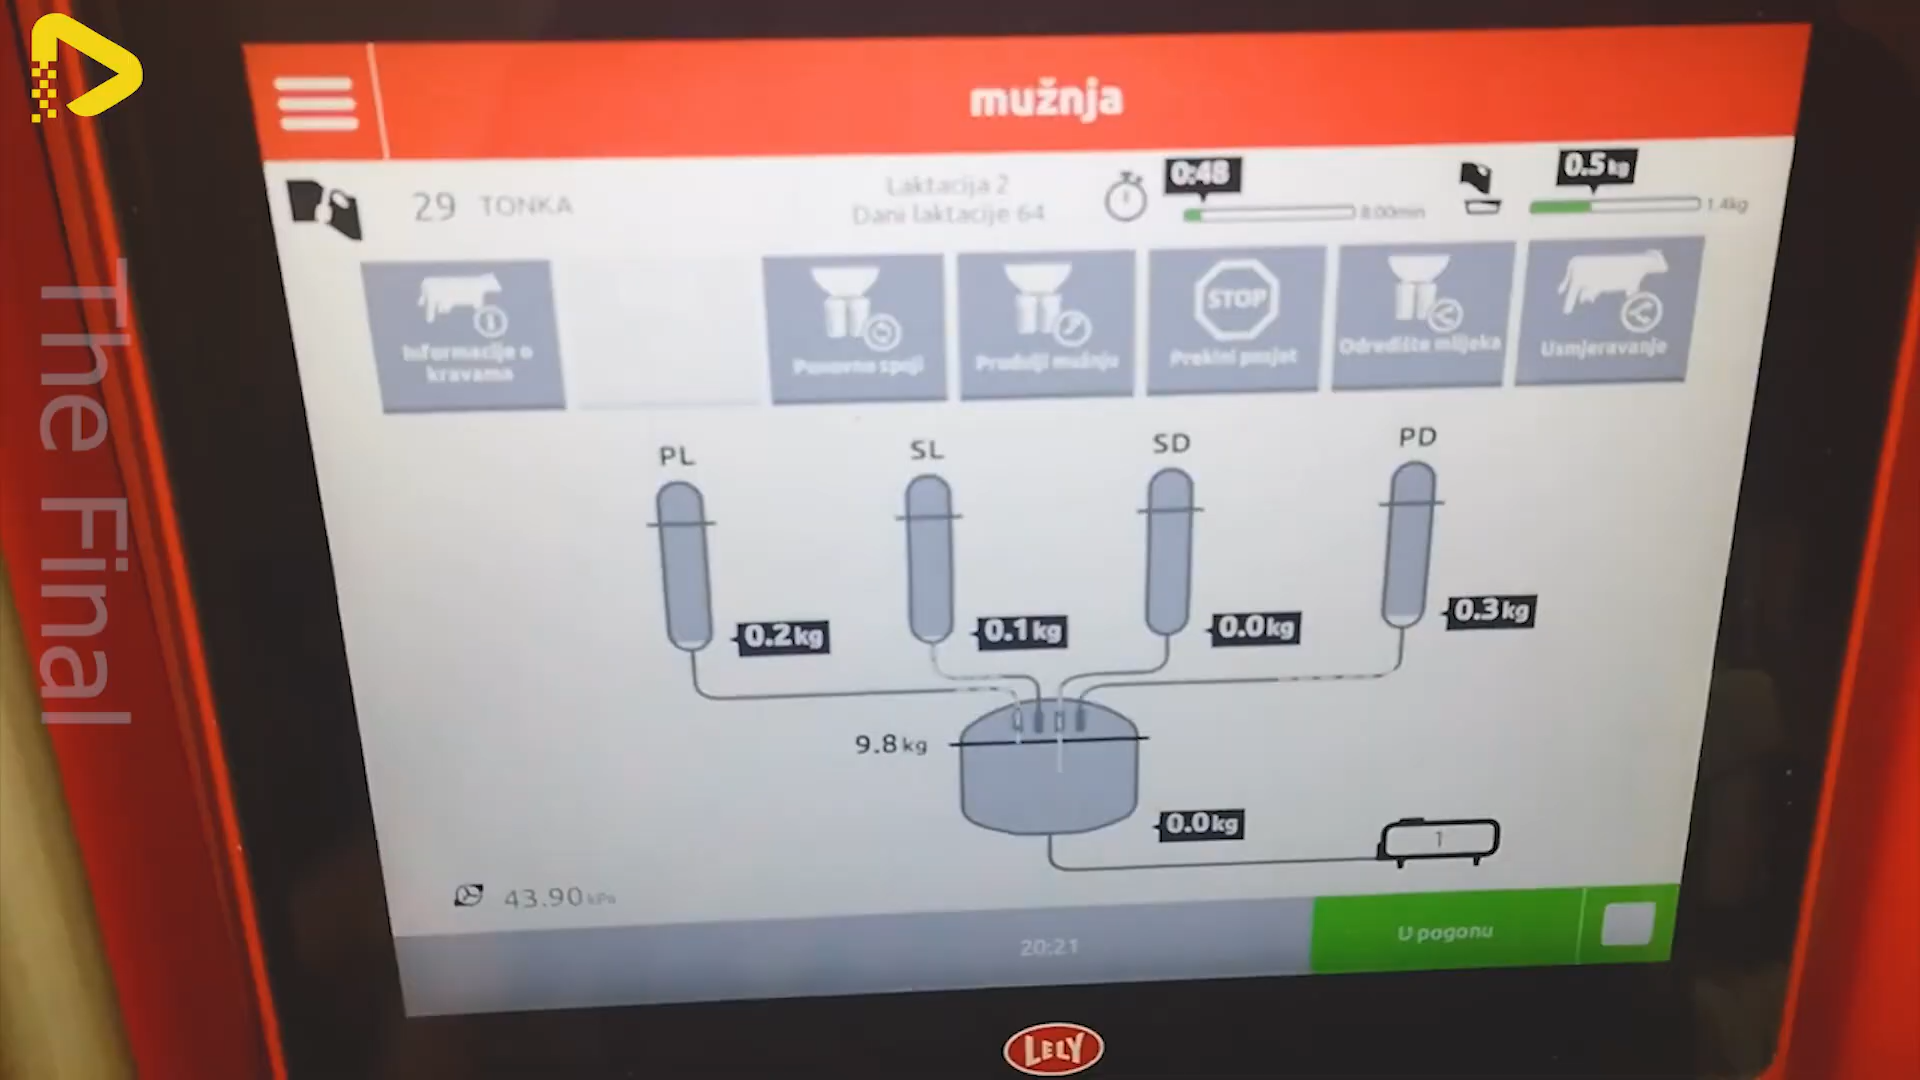 mužnja
29 TONKA
Laktacija 2
Dani laktacije 64
0:48
8:00min
0.5kg
1.4kg
Informacije o
kravama
Ponovno spoji
Produlji mužnju
STOP
Prekini posjet
Odredište mlijeka
Usmjeravanje
PL
SL
SD
PD
0.2kg
0.1kg
0.0kg
0.3kg
9.8kg
0.0kg
1
43.90kPa
20:21
U pogonu
LELY
The Final